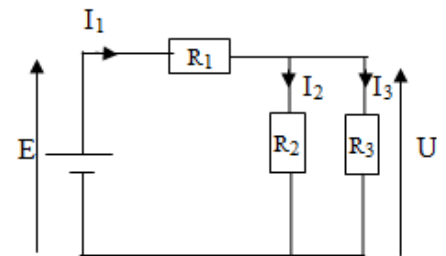 I₁
R₁
I₂ I₃
E R₂ R₃ U